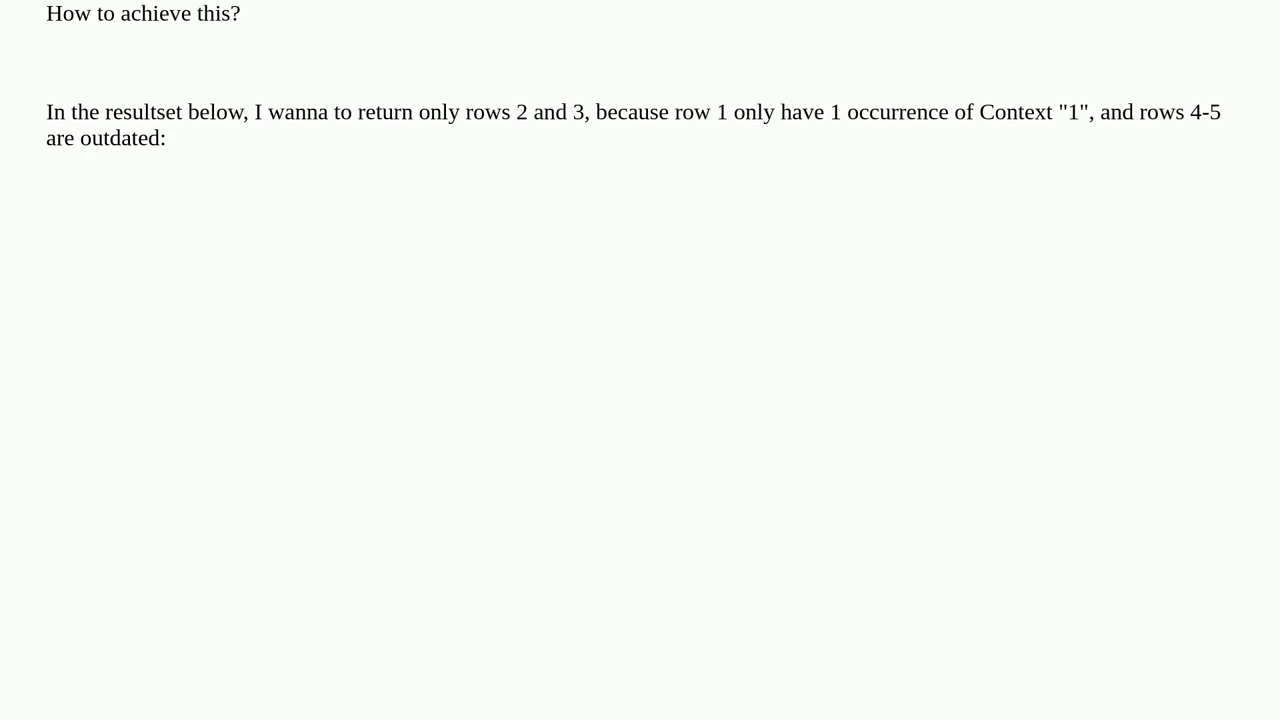 How to achieve this?
In the resultset below, I wanna to return only rows 2 and 3, because row 1 only have 1 occurrence of Context "1", and rows 4-5
are outdated: